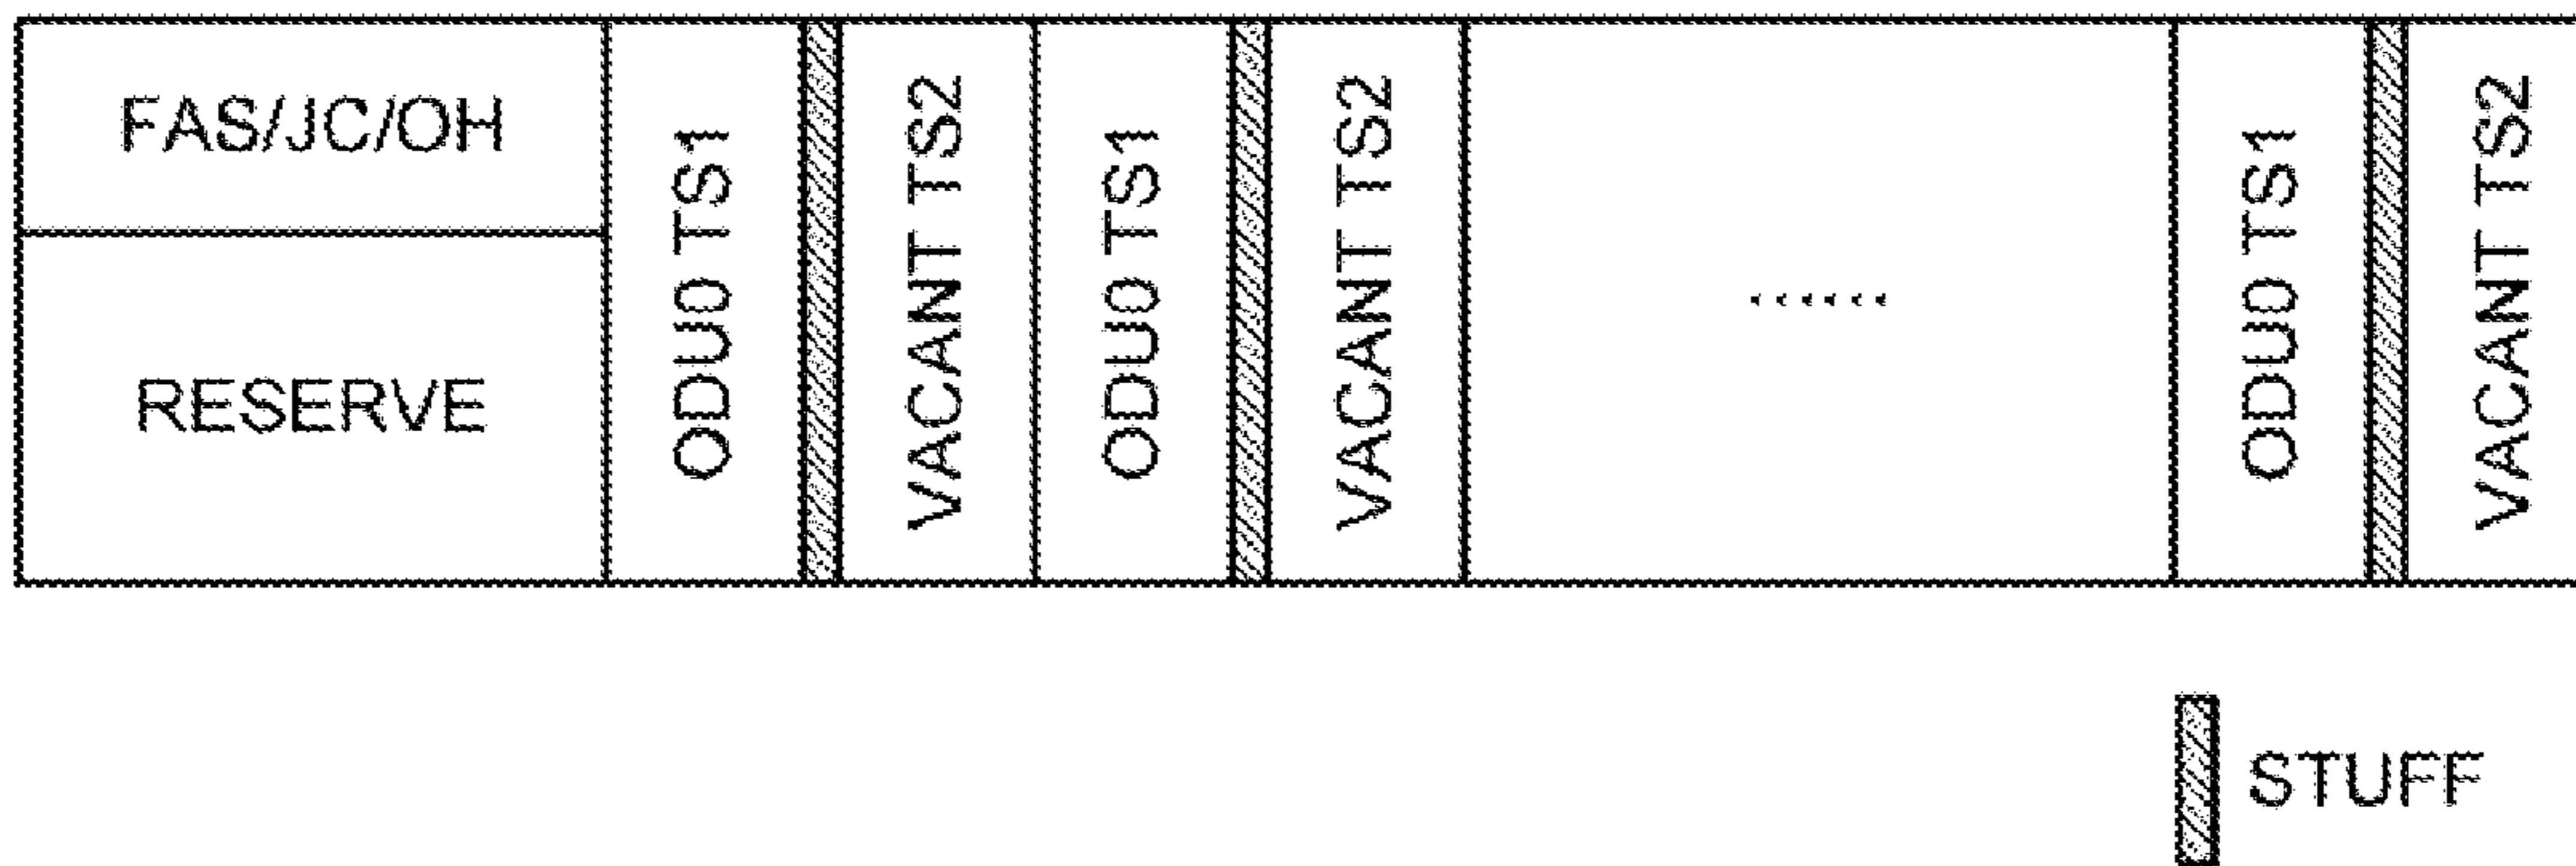 FAS/JC/OH
RESERVE
ODU0 TS1
VACANT TS2
ODU0 TS1
VACANT TS2
......
ODU0 TS1
VACANT TS2
STUFF